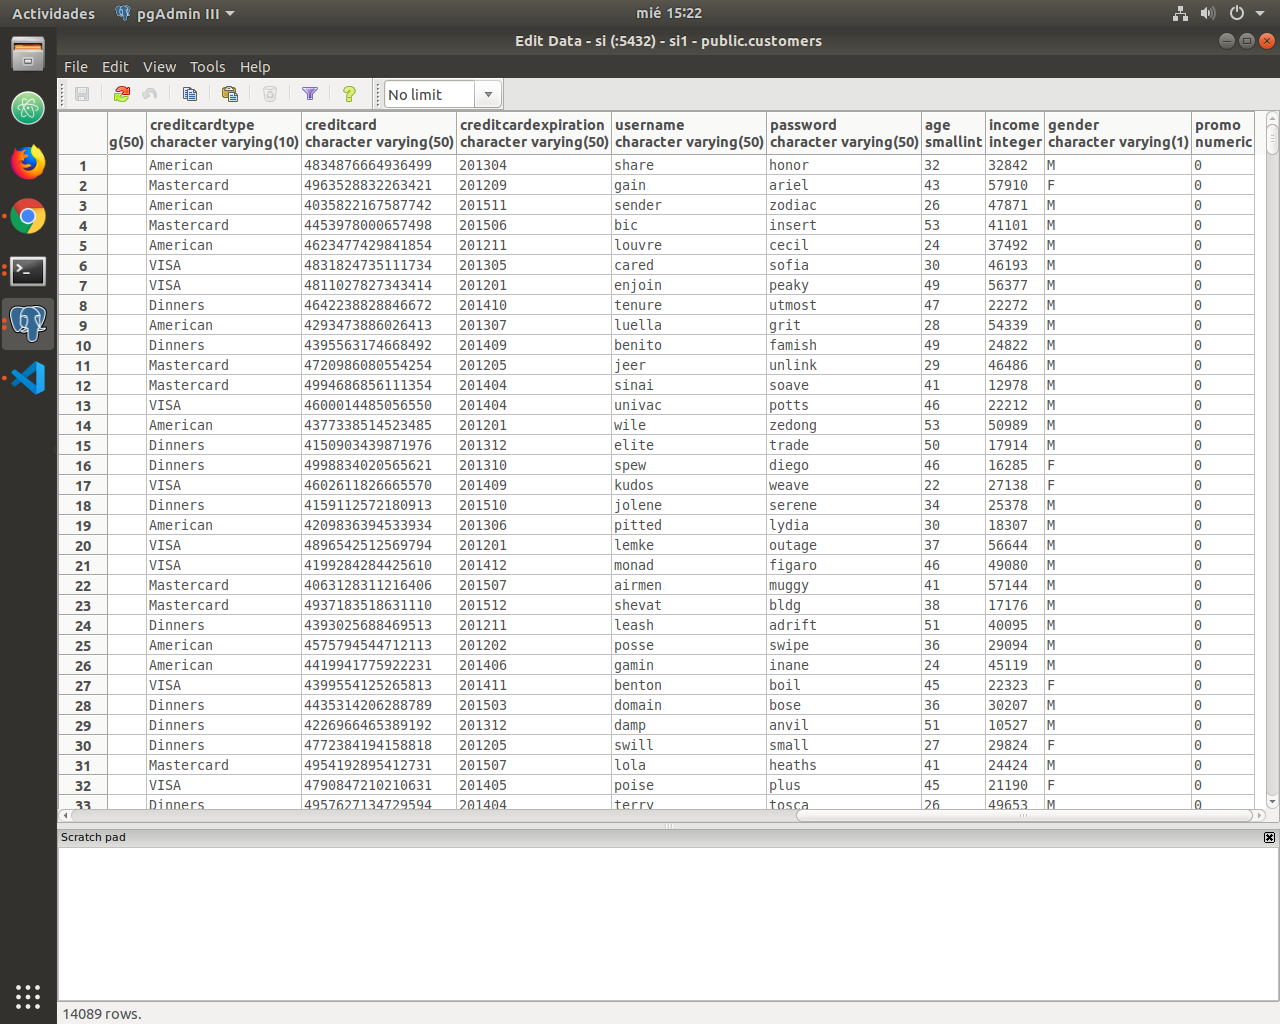 Actividades pgAdmin III mié 15:22
Edit Data - si (:5432) - si1 - public.customers
File Edit View Tools Help
No limit
g(50) creditcardtype character varying(10) creditcard character varying(50) creditcardexpiration character varying(50) username character varying(50) password character varying(50) age smallint income integer gender character varying(1) promo numeric
1 American 4834876664936499 201304 share honor 32 32842 M 0
2 Mastercard 4963528832263421 201209 gain ariel 43 57910 F 0
3 American 4035822167587742 201511 sender zodiac 26 47871 M 0
4 Mastercard 4453978000657498 201506 bic insert 53 41101 M 0
5 American 4623477429841854 201211 louvre cecil 24 37492 M 0
6 VISA 4831824735111734 201305 cared sofia 30 46193 M 0
7 VISA 4811027827343414 201201 enjoin peaky 49 56377 M 0
8 Dinners 4642238828846672 201410 tenure utmost 47 22272 M 0
9 American 4293473886026413 201307 luella grit 28 54339 M 0
10 Dinners 4395563174668492 201409 benito famish 49 24822 M 0
11 Mastercard 4720986080554254 201205 jeer unlink 29 46486 M 0
12 Mastercard 4994686856111354 201404 sinai soave 41 12978 M 0
13 VISA 4600014485056550 201404 univac potts 46 22212 M 0
14 American 4377338514523485 201201 wile zedong 53 50989 M 0
15 Dinners 4150903439871976 201312 elite trade 50 17914 M 0
16 Dinners 4998834020565621 201310 spew diego 46 16285 F 0
17 VISA 4602611826665570 201409 kudos weave 22 27138 F 0
18 Dinners 4159112572180913 201510 jolene serene 34 25378 M 0
19 American 4209836394533934 201306 pitted lydia 30 18307 M 0
20 VISA 4896542512569794 201201 lemke outage 37 56644 M 0
21 VISA 4199284284425610 201412 monad figaro 46 49080 M 0
22 Mastercard 4063128311216406 201507 airmen muggy 41 57144 M 0
23 Mastercard 4937183518631110 201512 shevat bldg 38 17176 M 0
24 Dinners 4393025688469513 201211 leash adrift 51 40095 M 0
25 American 4575794544712113 201202 posse swipe 36 29094 M 0
26 American 4419941775922231 201406 gamin inane 24 45119 M 0
27 VISA 4399554125265813 201411 benton boil 45 22323 F 0
28 Dinners 4435314206288789 201503 domain bose 36 30207 M 0
29 Dinners 4226966465389192 201312 damp anvil 51 10527 M 0
30 Dinners 4772384194158818 201205 swill small 27 29824 F 0
31 Mastercard 4954192895412731 201507 lola heaths 41 24424 M 0
32 VISA 4790847210210631 201405 poise plus 45 21190 F 0
33 Dinners 4957627134729594 201404 terry tosca 26 49653 M 0
Scratch pad
14089 rows.